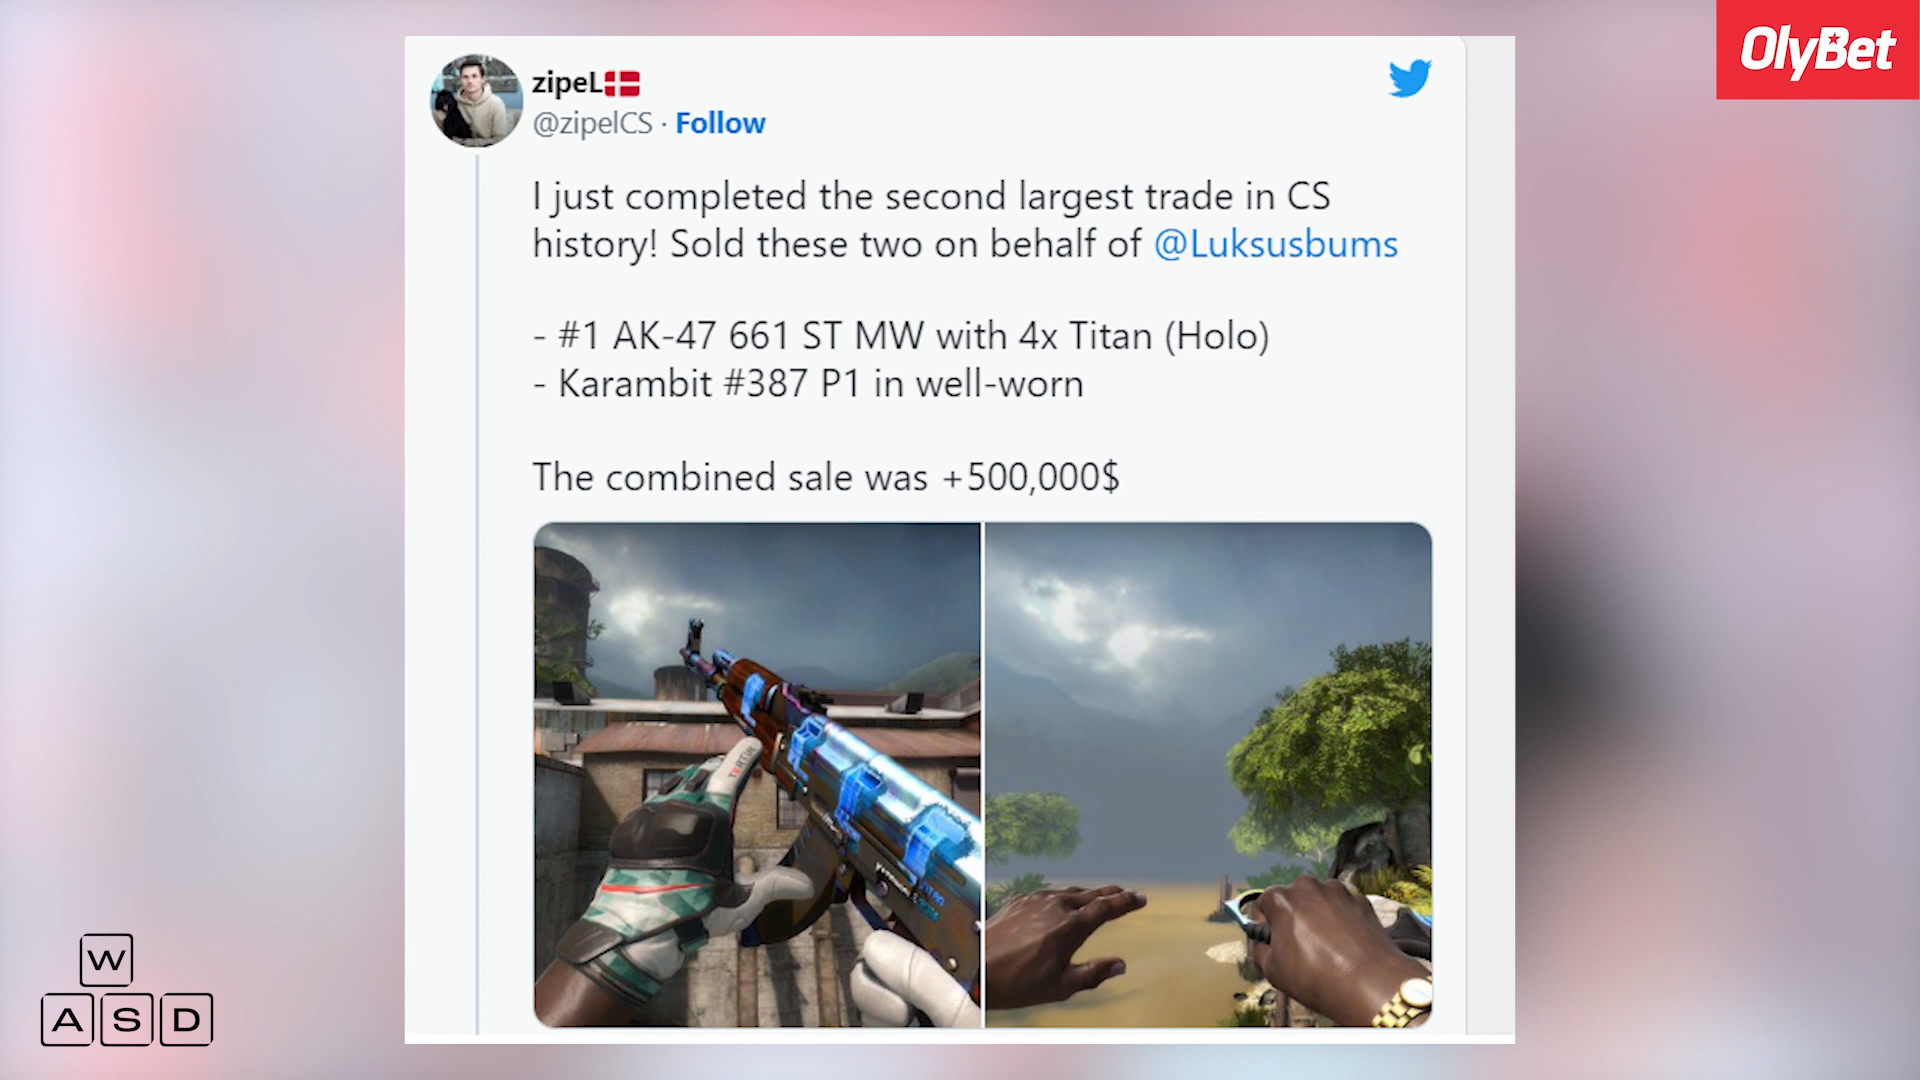 OlyBet
zipeL
@zipelCS · Follow
I just completed the second largest trade in CS
history! Sold these two on behalf of @Luksusbums
- #1 AK-47 661 ST MW with 4x Titan (Holo)
- Karambit #387 P1 in well-worn
The combined sale was +500,000$
W
A S D